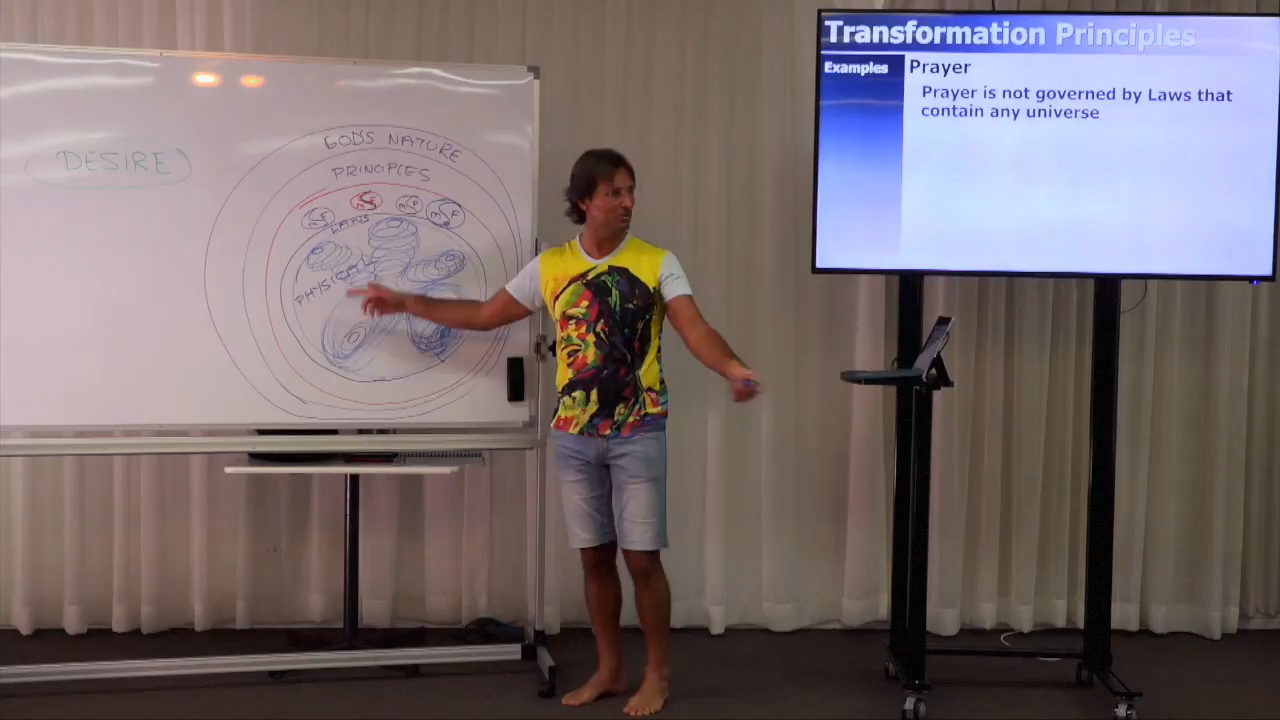 DESIRE
GOD'S NATURE
PRINCIPLES
LAWS
PHYSICAL
Transformation Principles
Examples
Prayer
Prayer is not governed by Laws that
contain any universe